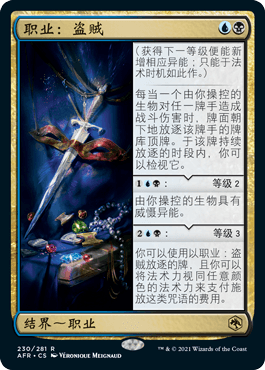 职业：盗贼
（获得下一等级便能新
增相应异能；只能于法
术时机如此作。）
每当一个由你操控的
生物对任一牌手造成
战斗伤害时，牌面朝
下地放逐该牌手的牌
库顶牌。于该牌持续
放逐的时段内，你可
以检视它。
1 ：等级 2
由你操控的生物具有
威慑异能。
2 ：等级 3
你可以使用以职业：盗
贼放逐的牌，且你可以
将法术力视同任意颜
色的法术力来支付施
放这类咒语的费用。
结界～职业
230/281 R
AFR • CS Véronique Meignaud
™ & © 2021 Wizards of the Coast